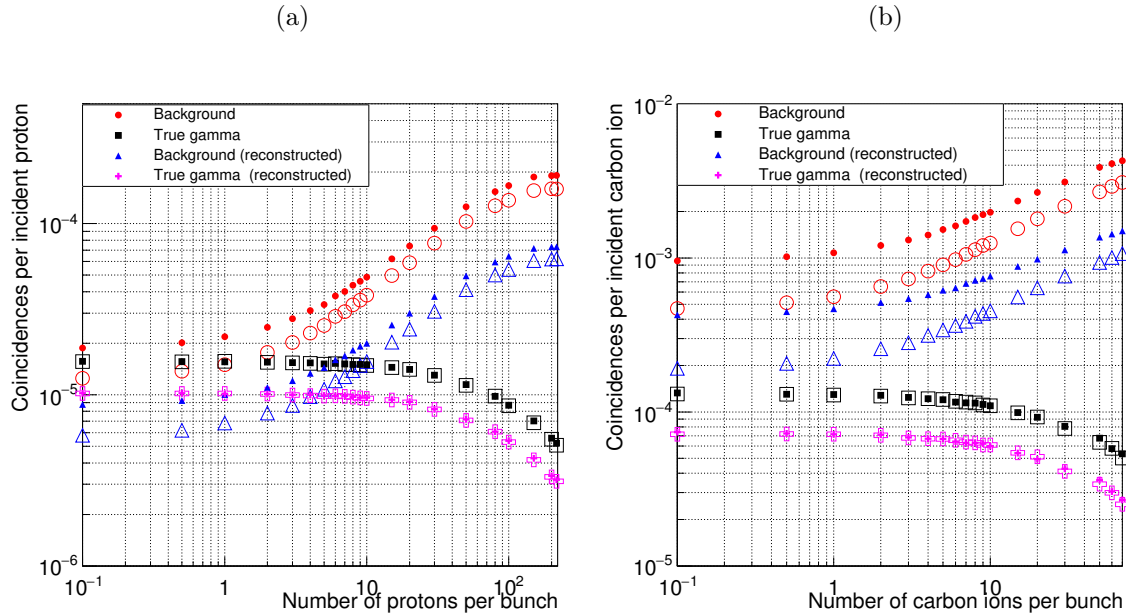 (a)
(b)
Coincidences per incident proton
Background
True gamma
Background (reconstructed)
True gamma (reconstructed)
10⁻⁴
10⁻⁵
10⁻⁶
10⁻¹
1
10
10²
Number of protons per bunch
Coincidences per incident carbon ion
10⁻²
Background
True gamma
Background (reconstructed)
True gamma (reconstructed)
10⁻³
10⁻⁴
10⁻⁵
10⁻¹
1
10
Number of carbon ions per bunch